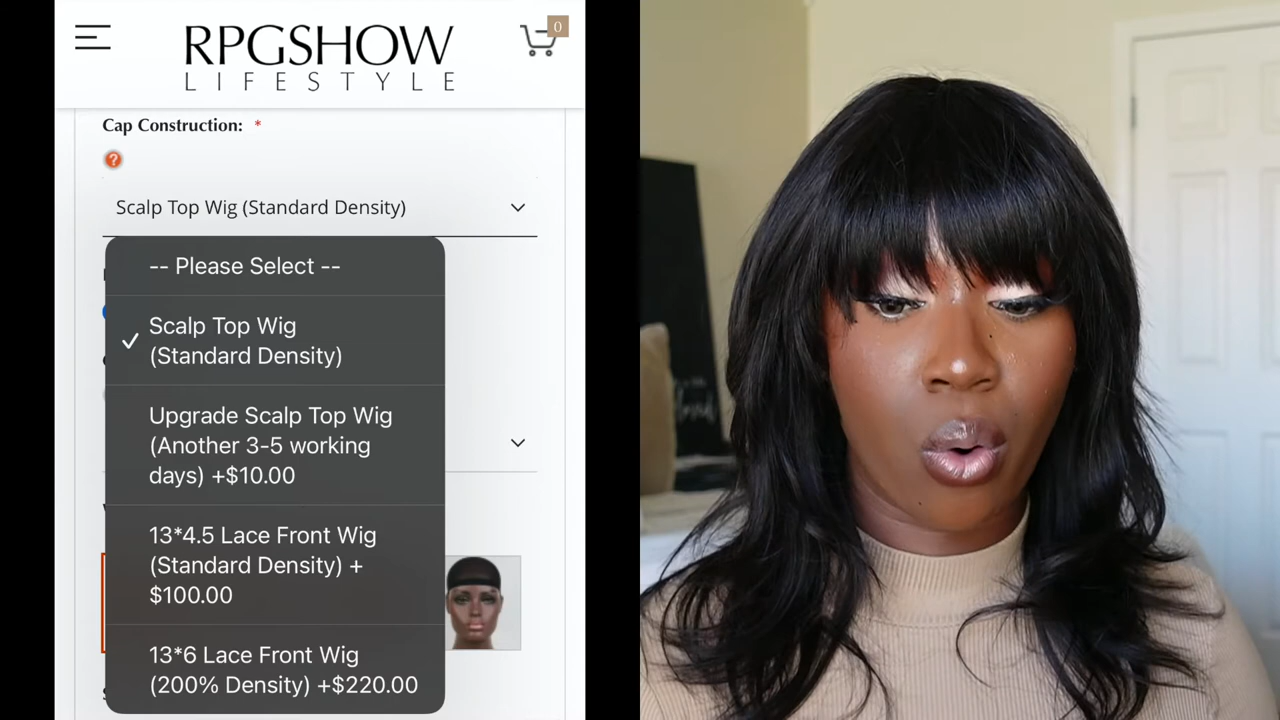 RPGSHOW
0
LIFESTYLE
Cap Construction: *
?
Scalp Top Wig (Standard Density)
-- Please Select --
Scalp Top Wig
(Standard Density)
Upgrade Scalp Top Wig
(Another 3-5 working
days) +$10.00
13*4.5 Lace Front Wig
(Standard Density) +
$100.00
13*6 Lace Front Wig
(200% Density) +$220.00